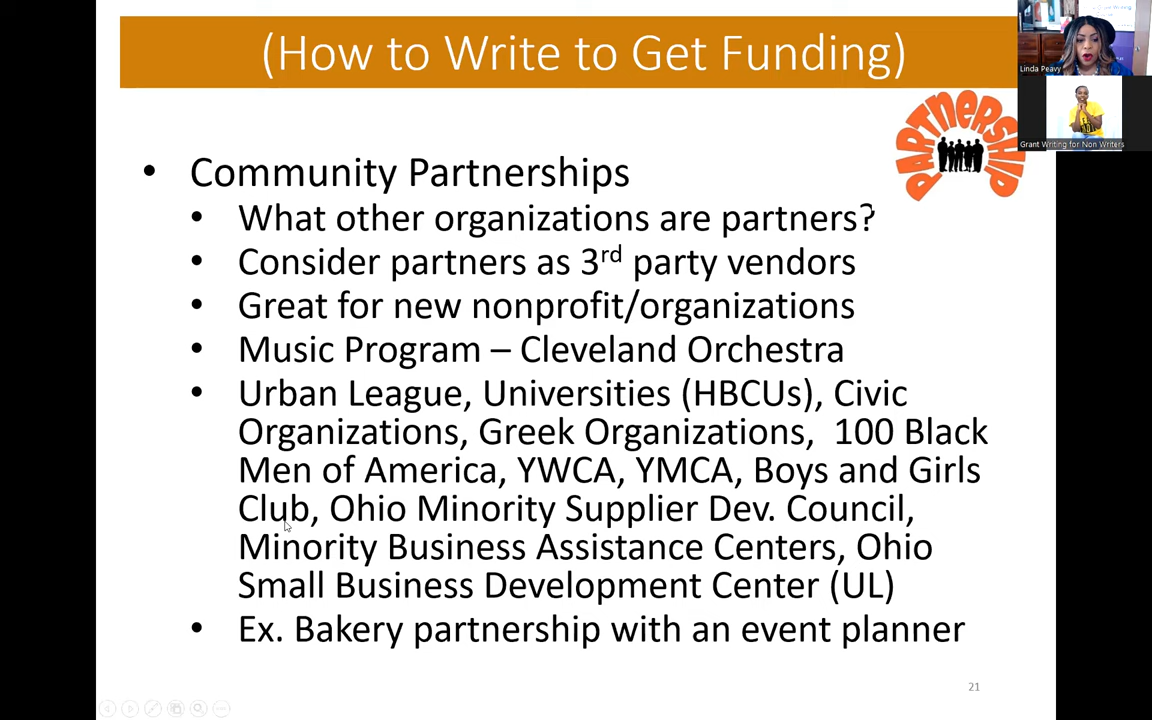 (How to Write to Get Funding)
Linda Peavy
PARTNERSHIP
Grant Writing for Non Writers
• Community Partnerships
• What other organizations are partners?
• Consider partners as 3rd party vendors
• Great for new nonprofit/organizations
• Music Program – Cleveland Orchestra
• Urban League, Universities (HBCUs), Civic
Organizations, Greek Organizations, 100 Black
Men of America, YWCA, YMCA, Boys and Girls
Club, Ohio Minority Supplier Dev. Council,
Minority Business Assistance Centers, Ohio
Small Business Development Center (UL)
• Ex. Bakery partnership with an event planner
21